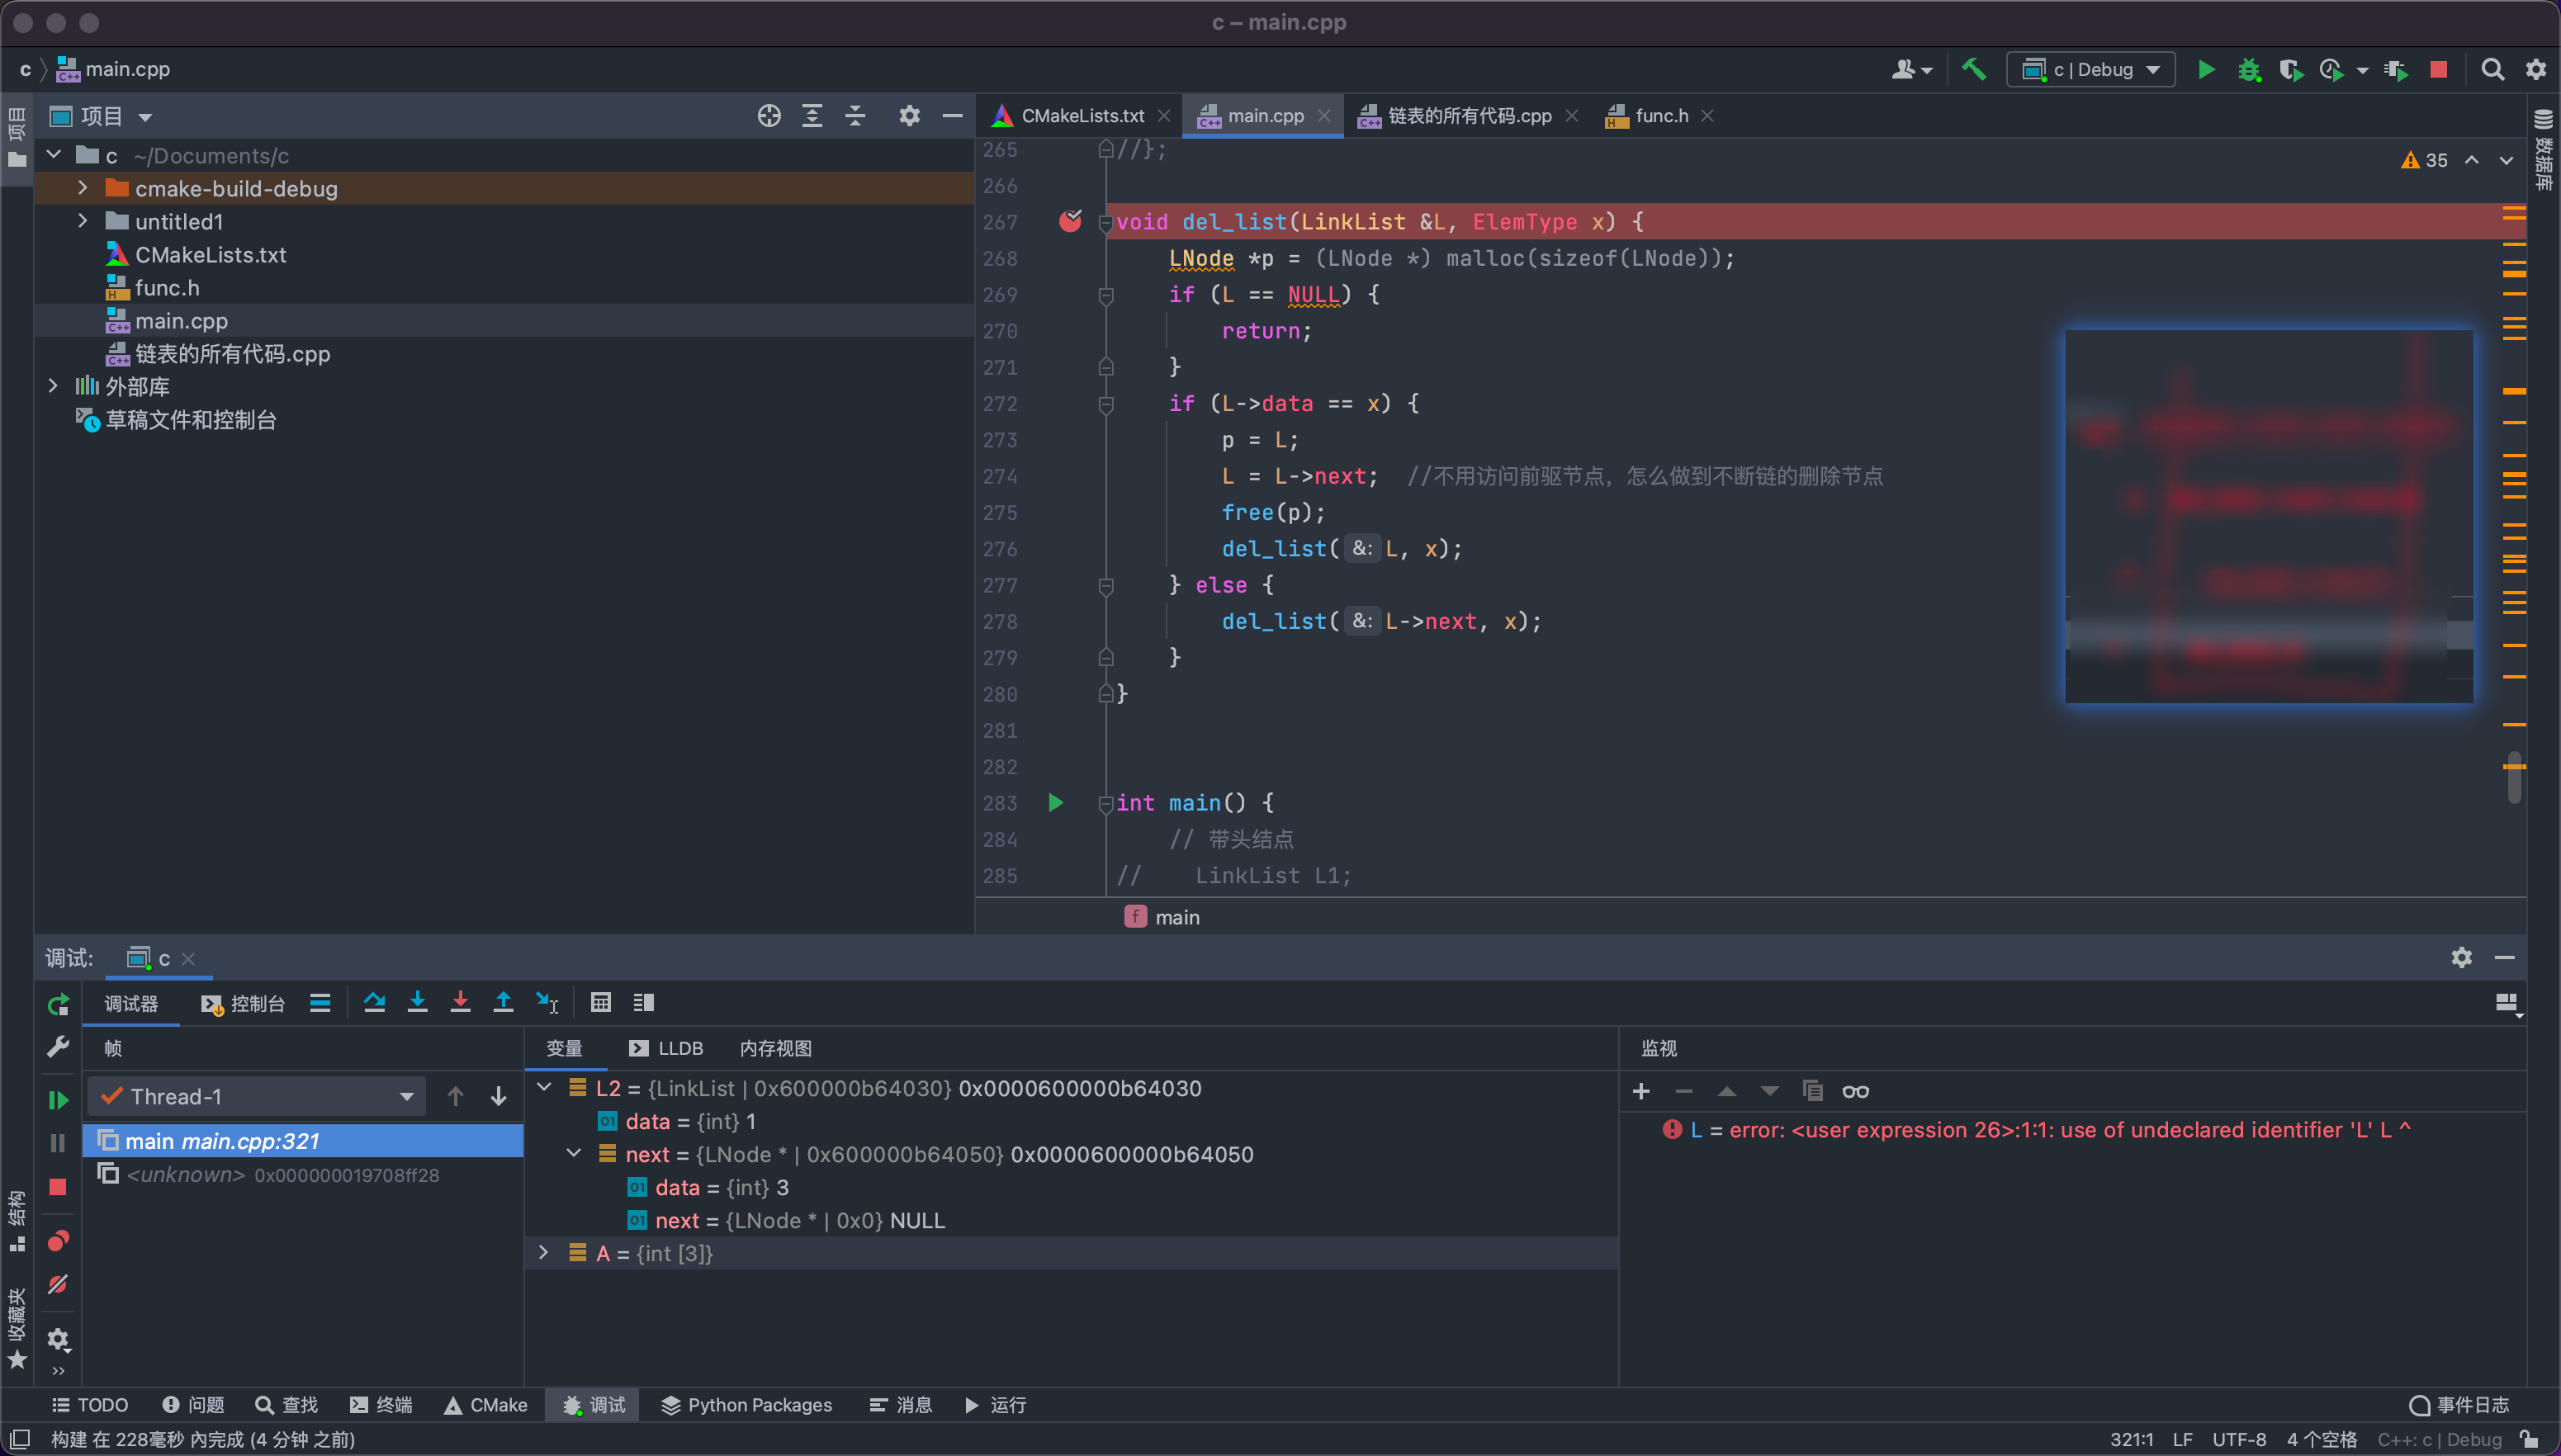 c – main.cpp
c main.cpp
c | Debug
项目
项目
c ~/Documents/c
cmake-build-debug
untitled1
CMakeLists.txt
func.h
main.cpp
链表的所有代码.cpp
外部库
草稿文件和控制台
CMakeLists.txt main.cpp 链表的所有代码.cpp func.h
数据库
35
265 //};
266
267 void del_list(LinkList &L, ElemType x) {
268 LNode *p = (LNode *) malloc(sizeof(LNode));
269 if (L == NULL) {
270 return;
271 }
272 if (L->data == x) {
273 p = L;
274 L = L->next; //不用访问前驱节点，怎么做到不断链的删除节点
275 free(p);
276 del_list( &: L, x);
277 } else {
278 del_list( &: L->next, x);
279 }
280 }
281
282
283 int main() {
284 // 带头结点
285 // LinkList L1;
f main
调试: c
调试器 控制台
帧
Thread-1
main main.cpp:321
<unknown> 0x000000019708ff28
变量 LLDB 内存视图
L2 = {LinkList | 0x600000b64030} 0x0000600000b64030
data = {int} 1
next = {LNode * | 0x600000b64050} 0x0000600000b64050
data = {int} 3
next = {LNode * | 0x0} NULL
A = {int [3]}
监视
L = error: <user expression 26>:1:1: use of undeclared identifier 'L' L ^
结构
收藏夹
TODO 问题 查找 终端 CMake 调试 Python Packages 消息 运行 事件日志
构建 在 228毫秒 内完成 (4 分钟 之前)
321:1 LF UTF-8 4 个空格 C++: c | Debug